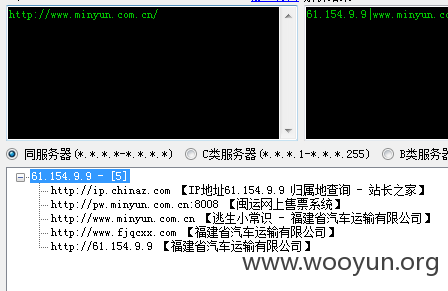 http://www.minyun.com.cn/
61.154.9.9|www.minyun.co
同服务器(*.*.*.*-*.*.*.*)
C类服务器(*.*.*.1-*.*.*.255)
B类服务器
61.154.9.9 - [5]
http://ip.chinaz.com 【IP地址61.154.9.9 归属地查询 - 站长之家】
http://pw.minyun.com.cn:8008 【闽运网上售票系统】
http://www.minyun.com.cn 【逃生小常识 - 福建省汽车运输有限公司】
http://www.fjqcxx.com 【福建省汽车运输有限公司】
http://61.154.9.9 【福建省汽车运输有限公司】
www.wooyun.org